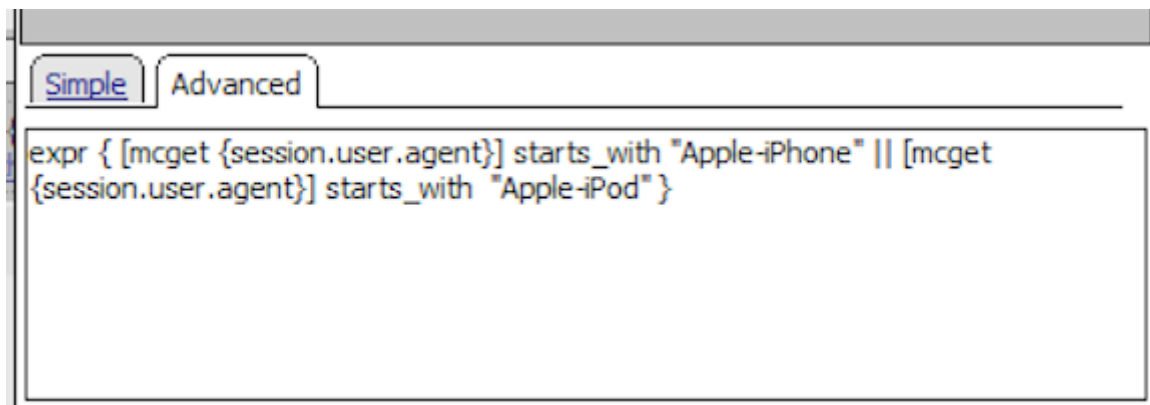 Simple Advanced
expr { [mcget {session.user.agent}] starts_with "Apple-iPhone" || [mcget
{session.user.agent}] starts_with  "Apple-iPod" }